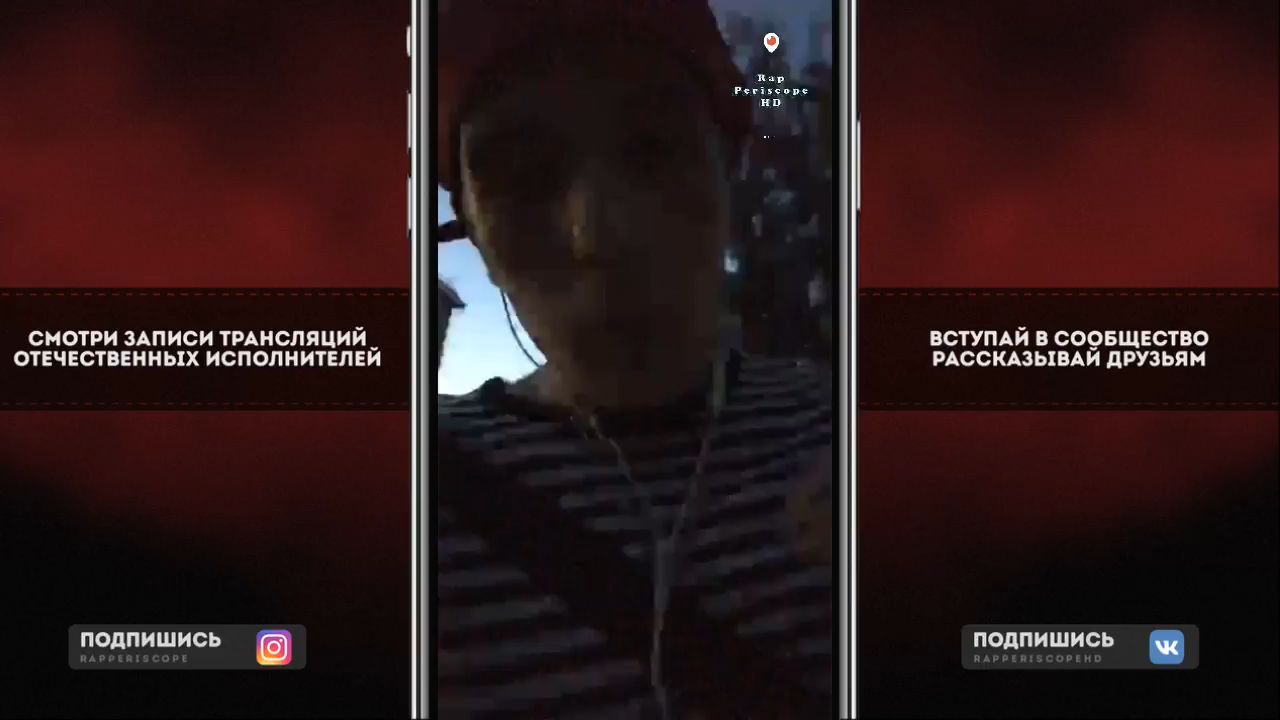 Rap
Periscope
HD
СМОТРИ ЗАПИСИ ТРАНСЛЯЦИЙ
ОТЕЧЕСТВЕННЫХ ИСПОЛНИТЕЛЕЙ
ВСТУПАЙ В СООБЩЕСТВО
РАССКАЗЫВАЙ ДРУЗЬЯМ
ПОДПИШИСЬ
RAPPERISCOPE
ПОДПИШИСЬ
RAPPERISCOPEHD